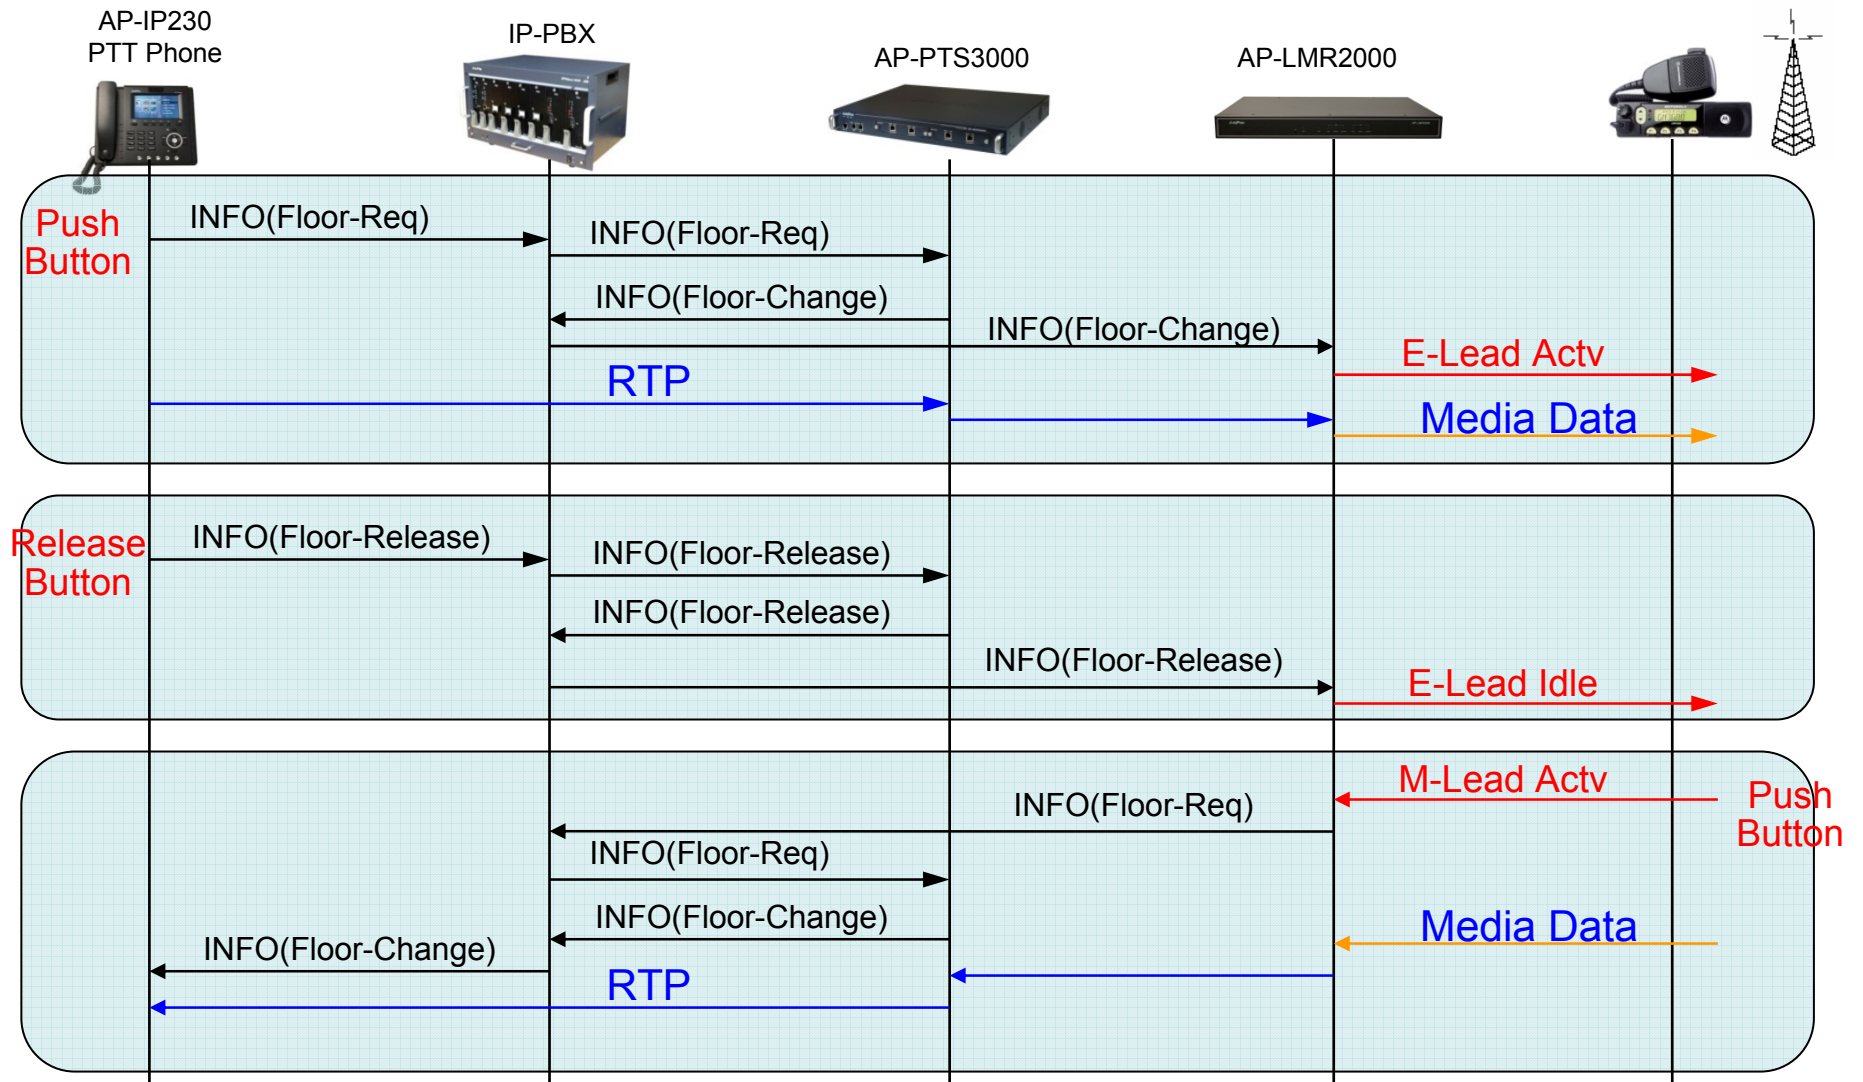 AP-IP230
PTT Phone
IP-PBX
AP-PTS3000
AP-LMR2000
Push
Button
INFO(Floor-Req)
INFO(Floor-Req)
INFO(Floor-Change)
INFO(Floor-Change)
E-Lead Actv
RTP
Media Data
Release
Button
INFO(Floor-Release)
INFO(Floor-Release)
INFO(Floor-Release)
INFO(Floor-Release)
E-Lead Idle
M-Lead Actv
Push
Button
INFO(Floor-Req)
INFO(Floor-Req)
INFO(Floor-Change)
Media Data
INFO(Floor-Change)
RTP